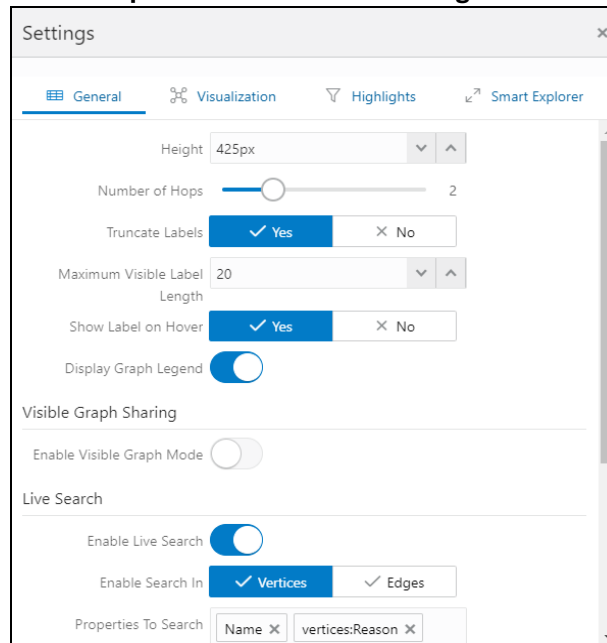 Settings
General Visualization Highlights Smart Explorer
Height 425px
Number of Hops 2
Truncate Labels Yes No
Maximum Visible Label Length 20
Show Label on Hover Yes No
Display Graph Legend
Visible Graph Sharing
Enable Visible Graph Mode
Live Search
Enable Live Search
Enable Search In Vertices Edges
Properties To Search Name vertices:Reason